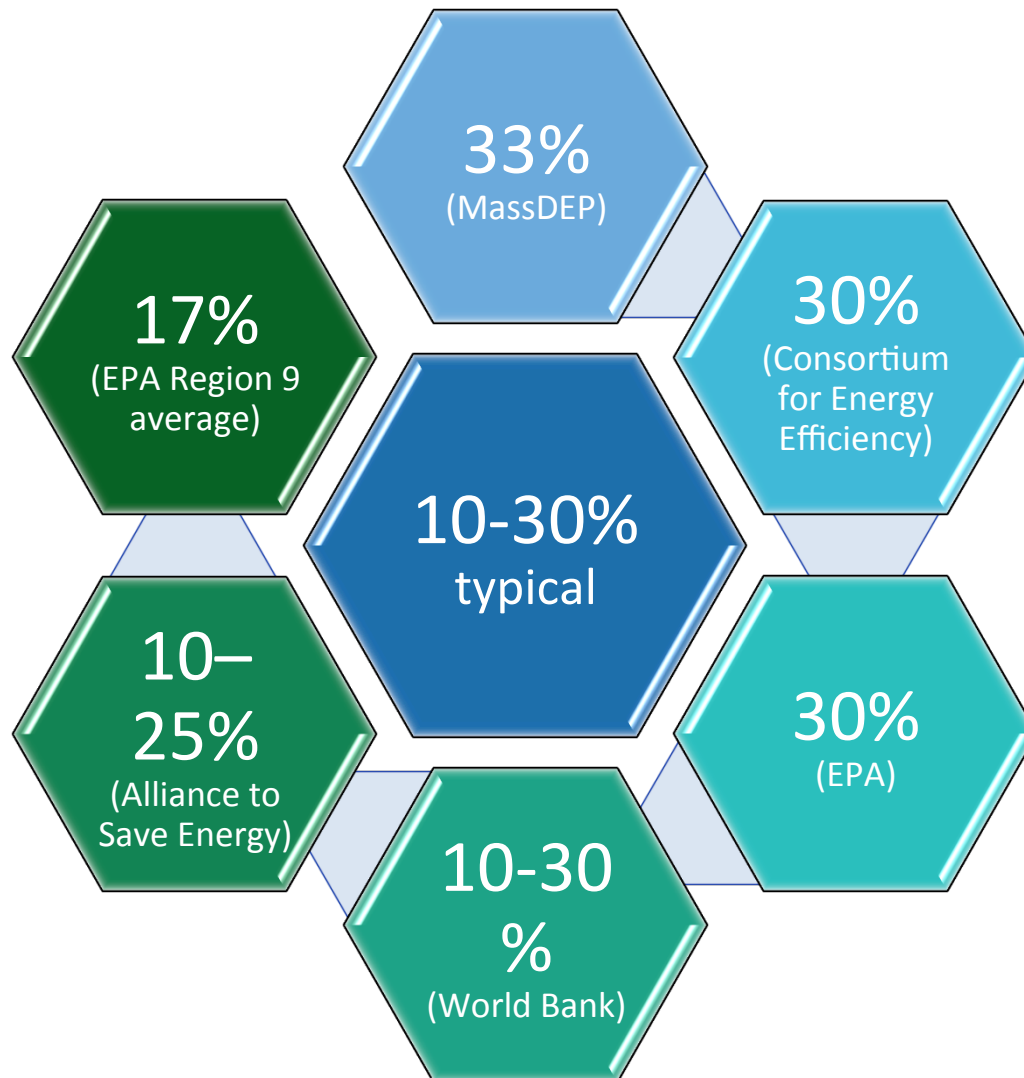 33%
(MassDEP)
30%
(Consortium
for Energy
Efficiency)
30%
(EPA)
10-30
%
(World Bank)
10–
25%
(Alliance to
Save Energy)
17%
(EPA Region 9
average)
10-30%
typical